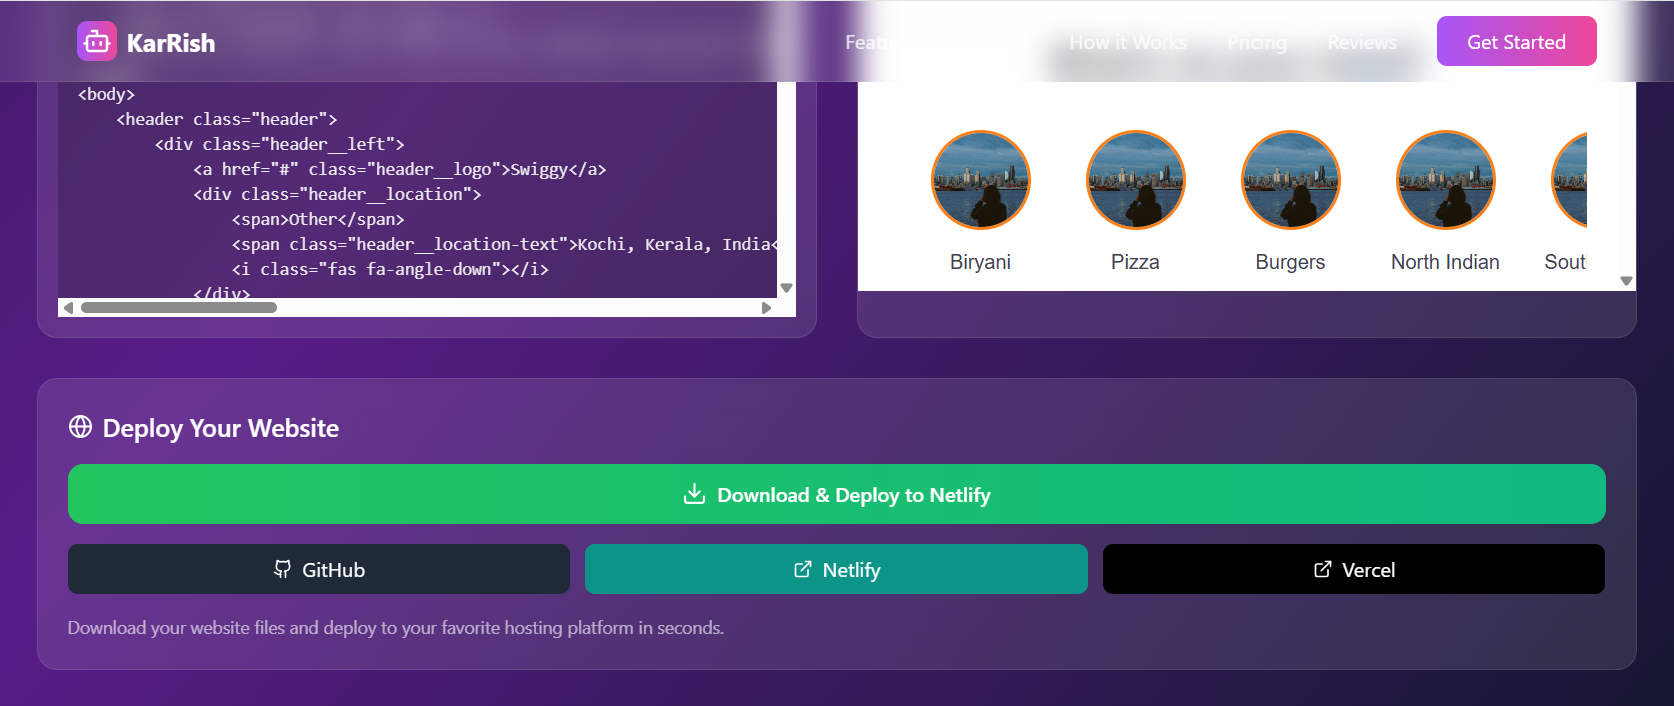 KarRish
How it Works
Pricing
Reviews
Get Started
<body>
<header class="header">
<div class="header__left">
<a href="#" class="header__logo">Swiggy</a>
<div class="header__location">
<span>Other</span>
<span class="header__location-text">Kochi, Kerala, India<
<i class="fas fa-angle-down"></i>
</div>
Biryani
Pizza
Burgers
North Indian
Deploy Your Website
Download & Deploy to Netlify
GitHub
Netlify
Vercel
Download your website files and deploy to your favorite hosting platform in seconds.